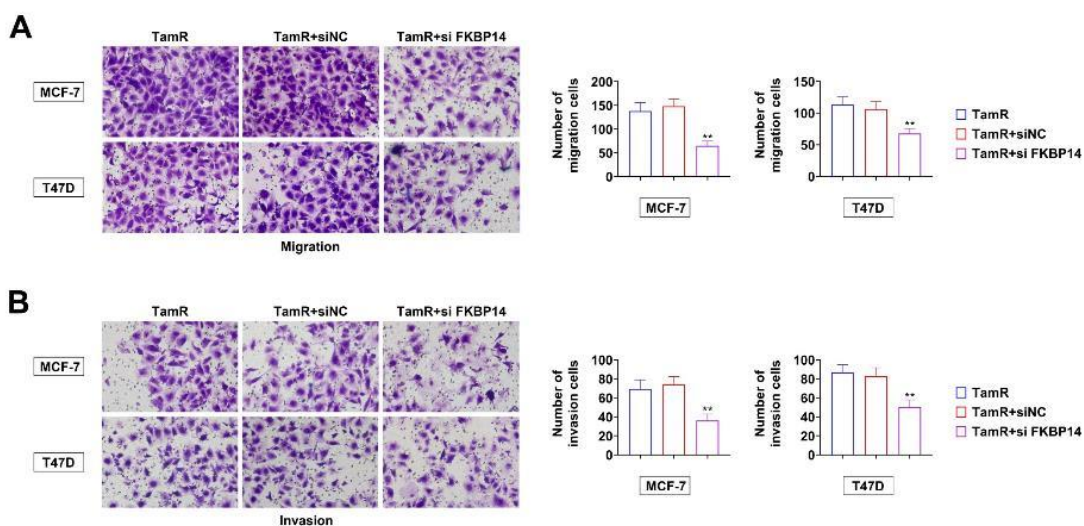 A
TamR
TamR+siNC
TamR+si FKBP14
MCF-7
T47D
Migration
Number of
migration cells
200
150
100
50
0
**
MCF-7
Number of
migration cells
150
100
50
0
**
T47D
TamR
TamR+siNC
TamR+si FKBP14
B
TamR
TamR+siNC
TamR+si FKBP14
MCF-7
T47D
Invasion
Number of
invasion cells
100
80
60
40
20
0
**
MCF-7
Number of
invasion cells
100
80
60
40
20
0
**
T47D
TamR
TamR+siNC
TamR+si FKBP14